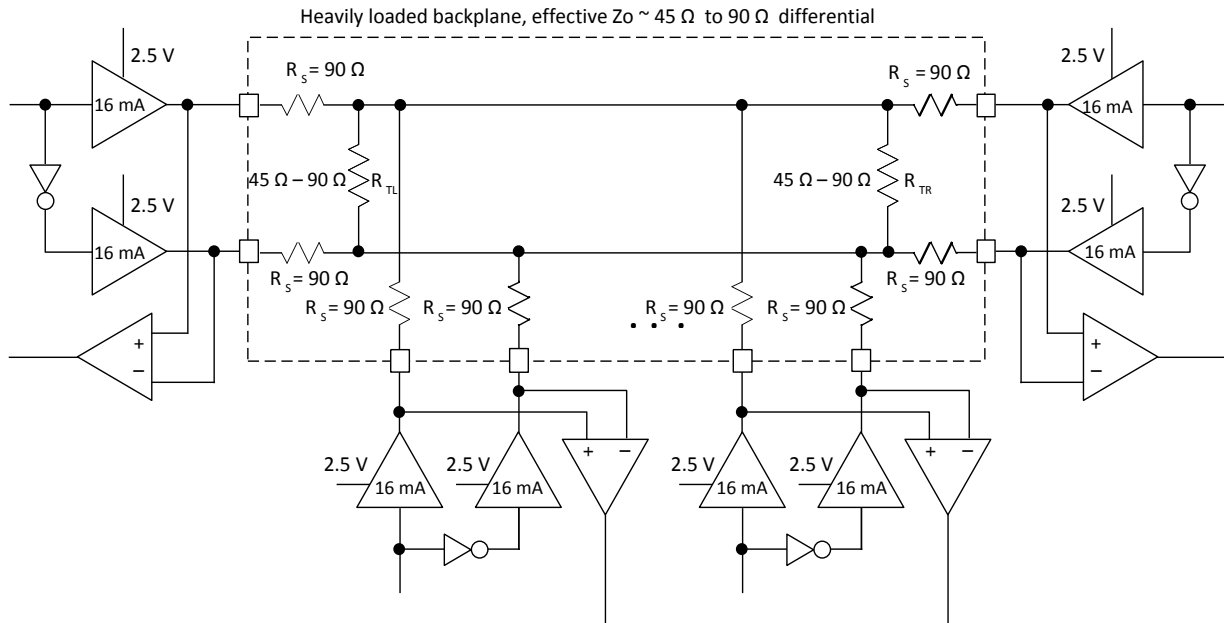 Heavily loaded backplane, effective Zo ~ 45 Ω to 90 Ω differential
2.5 V
R S = 90 Ω
R S = 90 Ω
2.5 V
16 mA
16 mA
45 Ω – 90 Ω
R TL
45 Ω – 90 Ω
R TR
2.5 V
2.5 V
16 mA
16 mA
R S = 90 Ω
R S = 90 Ω
R S = 90 Ω
R S = 90 Ω
. . .
R S = 90 Ω
R S = 90 Ω
+
−
+
−
+ −
+ −
2.5 V
2.5 V
2.5 V
2.5 V
16 mA
16 mA
16 mA
16 mA